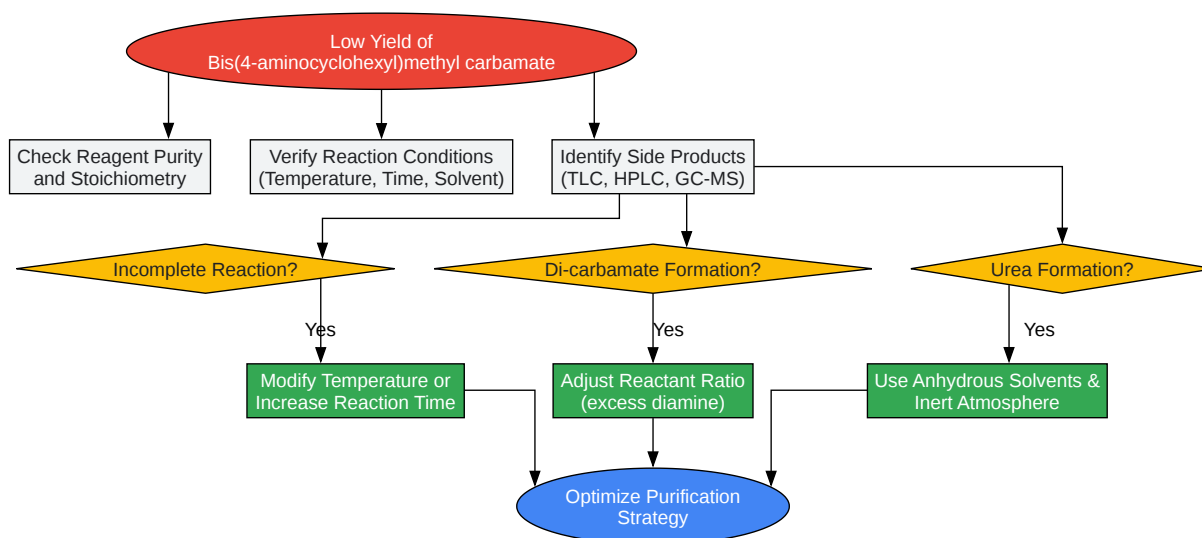 Low Yield of
Bis(4-aminocyclohexyl)methyl carbamate
Check Reagent Purity
and Stoichiometry
Verify Reaction Conditions
(Temperature, Time, Solvent)
Identify Side Products
(TLC, HPLC, GC-MS)
Incomplete Reaction?
Di-carbamate Formation?
Urea Formation?
Yes
Yes
Yes
Modify Temperature or
Increase Reaction Time
Adjust Reactant Ratio
(excess diamine)
Use Anhydrous Solvents &
Inert Atmosphere
Optimize Purification
Strategy